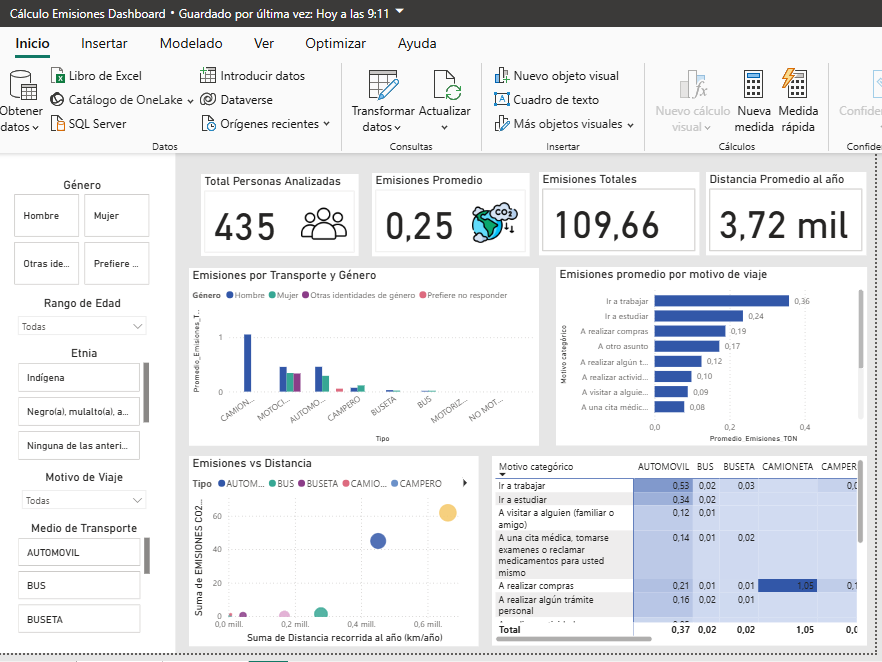 Cálculo Emisiones Dashboard • Guardado por última vez: Hoy a las 9:11
Inicio Insertar Modelado Ver Optimizar Ayuda
Obtener datos
Libro de Excel
Catálogo de OneLake
SQL Server
Introducir datos
Dataverse
Orígenes recientes
Datos
Transformar datos
Actualizar
Consultas
Nuevo objeto visual
Cuadro de texto
Más objetos visuales
Insertar
Nuevo cálculo visual
Nueva medida
Medida rápida
Cálculos
Confiden
Confiden
Género
Hombre
Mujer
Otras ide...
Prefiere ...
Rango de Edad
Todas
Etnia
Indígena
Negro(a), mulalto(a), a...
Ninguna de las anteri...
Motivo de Viaje
Todas
Medio de Transporte
AUTOMOVIL
BUS
BUSETA
Total Personas Analizadas
435
Emisiones Promedio
0,25
CO2
Emisiones Totales
109,66
Distancia Promedio al año
3,72 mil
Emisiones por Transporte y Género
Género Hombre Mujer Otras identidades de género Prefiere no responder
Promedio_Emisiones_T...
1
0
CAMION... MOTOCI... AUTOMO... CAMPERO BUSETA BUS MOTORIZ... NO MOT...
Tipo
Emisiones promedio por motivo de viaje
Motivo categórico
Ir a trabajar 0,36
Ir a estudiar 0,24
A realizar compras 0,19
A otro asunto 0,17
A realizar algún t... 0,12
A realizar activid... 0,10
A visitar a alguie... 0,09
A una cita médic... 0,08
0,0 0,2 0,4
Promedio_Emisiones_TON
Emisiones vs Distancia
Tipo AUTOM... BUS BUSETA CAMIO... CAMPERO
Suma de EMISIONES CO2...
60
40
20
0
0,0 mill. 0,2 mill. 0,4 mill. 0,6 mill.
Suma de Distancia recorrida al año (km/año)
Motivo categórico AUTOMOVIL BUS BUSETA CAMIONETA CAMPER
Ir a trabajar 0,53 0,02 0,03 0,0
Ir a estudiar 0,34 0,02
A visitar a alguien (familiar o amigo) 0,12 0,01
A una cita médica, tomarse examenes o reclamar medicamentos para usted mismo 0,14 0,01 0,02
A realizar compras 0,21 0,01 0,01 1,05 0,1
A realizar algún trámite personal 0,16 0,02 0,01
Total 0,37 0,02 0,02 1,05 0,0